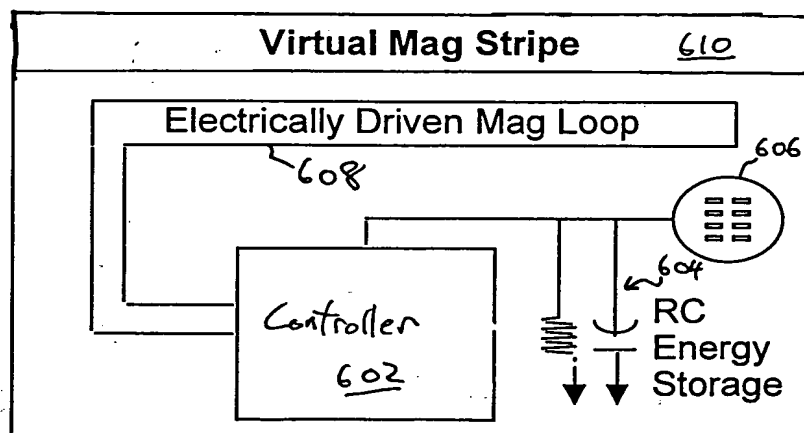 Virtual Mag Stripe 610
Electrically Driven Mag Loop
608
606
604
Controller
602
RC
Energy
Storage